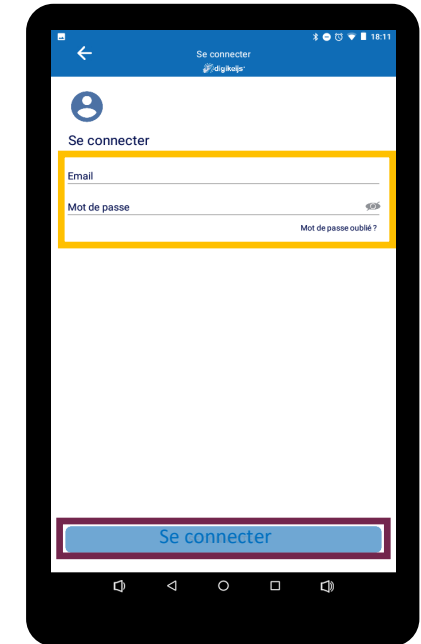 18:11
Se connecter
digikeijs
Se connecter
Email
Mot de passe
Mot de passe oublié ?
Se connecter